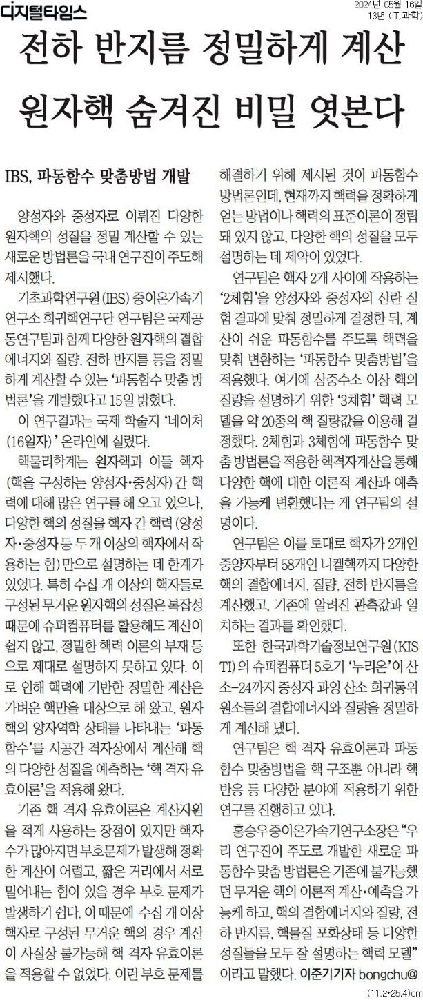 디지털타임스
2024년 05월 16일
13면 (IT,과학)
전하 반지름 정밀하게 계산
원자핵 숨겨진 비밀 엿본다
IBS, 파동함수 맞춤방법 개발
양성자와 중성자로 이뤄진 다양한
원자핵의 성질을 정밀 계산할 수 있는
새로운 방법론을 국내 연구진이 주도해
제시했다.
기초과학연구원(IBS) 중이온가속기
연구소 희귀핵연구단 연구팀은 국제공
동연구팀과 함께 다양한 원자핵의 결합
에너지와 질량, 전하 반지름 등을 정밀
하게 계산할 수 있는 ‘파동함수 맞춤 방
법론’을 개발했다고 15일 밝혔다.
이 연구결과는 국제 학술지 ‘네이처
(16일자)’ 온라인에 실렸다.
핵물리학계는 원자핵과 이들 핵자
(핵을 구성하는 양성자·중성자) 간 핵
력에 대해 많은 연구를 해 오고 있으나,
다양한 핵의 성질을 핵자 간 핵력(양성
자·중성자 등 두 개 이상의 핵자에서 작
용하는 힘)만으로 설명하는 데 한계가
있었다. 특히 수십 개 이상의 핵자들로
구성된 무거운 원자핵의 성질은 복잡성
때문에 슈퍼컴퓨터를 활용해도 계산이
쉽지 않고, 정밀한 핵력 이론의 부재 등
으로 제대로 설명하지 못하고 있다. 이
로 인해 핵력에 기반한 정밀한 계산은
가벼운 핵만을 대상으로 해 왔고, 원자
핵의 양자역학 상태를 나타내는 ‘파동
함수’를 시공간 격자상에서 계산해 핵
의 다양한 성질을 예측하는 ‘핵 격자 유
효이론’을 적용해 왔다.
기존 핵 격자 유효이론은 계산자원
을 적게 사용하는 장점이 있지만 핵자
수가 많아지면 부호문제가 발생해 정확
한 계산이 어렵고, 짧은 거리에서 서로
밀어내는 힘이 있을 경우 부호 문제가
발생하기 쉽다. 이 때문에 수십 개 이상
핵자로 구성된 무거운 핵의 경우 계산
이 사실상 불가능해 핵 격자 유효이론
을 적용할 수 없었다. 이런 부호 문제를
해결하기 위해 제시된 것이 파동함수
방법론인데, 현재까지 핵력을 정확하게
얻는 방법이나 핵력의 표준이론이 정립
돼 있지 않고, 다양한 핵의 성질을 모두
설명하는 데 제약이 있었다.
연구팀은 핵자 2개 사이에 작용하는
‘2체힘’을 양성자와 중성자의 산란 실
험 결과에 맞춰 정밀하게 결정한 뒤, 계
산이 쉬운 파동함수를 주도록 핵력을
맞춰 변환하는 ‘파동함수 맞춤방법’을
적용했다. 여기에 삼중수소 이상 핵의
질량을 설명하기 위한 ‘3체힘’ 핵력 모
델을 약 20종의 핵 질량값을 이용해 결
정했다. 2체힘과 3체힘에 파동함수 맞
춤 방법론을 적용한 핵격자계산을 통해
다양한 핵에 대한 이론적 계산과 예측
을 가능케 변환했다는 게 연구팀의 설
명이다.
연구팀은 이를 토대로 핵자가 2개인
중양자부터 58개인 니켈핵까지 다양한
핵의 결합에너지, 질량, 전하 반지름을
계산했고, 기존에 알려진 관측값과 일
치하는 결과를 확인했다.
또한 한국과학기술정보연구원(KIS
TI)의 슈퍼컴퓨터 5호기 ‘누리온’이 산
소-24까지 중성자 과잉 산소 희귀동위
원소들의 결합에너지와 질량을 정밀하
게 계산해 냈다.
연구팀은 핵 격자 유효이론과 파동
함수 맞춤방법을 핵 구조뿐 아니라 핵
반응 등 다양한 분야에 적용하기 위한
연구를 진행하고 있다.
홍승우 중이온가속기연구소장은 “우
리 연구진이 주도로 개발한 새로운 파
동함수 맞춤 방법론은 기존에 불가능했
던 무거운 핵의 이론적 계산·예측을 가
능케 하고, 핵의 결합에너지와 질량, 전
하 반지름, 핵물질 포화상태 등 다양한
성질들을 모두 잘 설명하는 핵력 모델”
이라고 말했다. 이준기기자 bongchu@
(11.2*25.4)cm